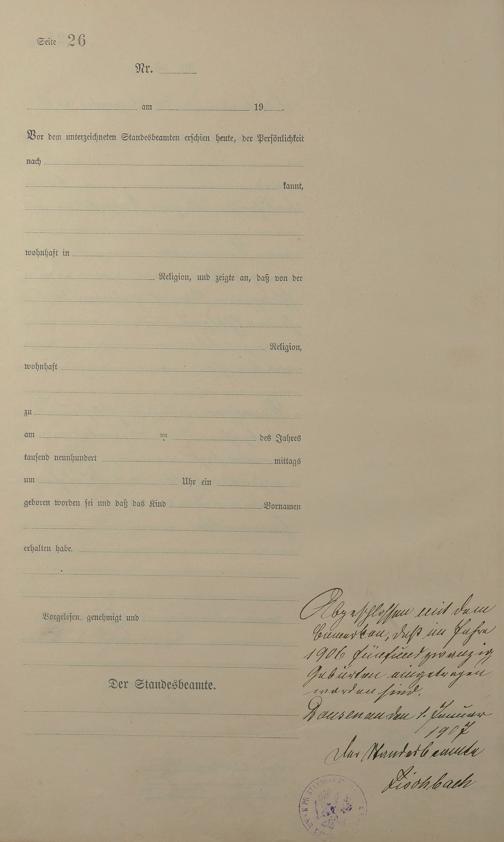 Seite 26
Nr.
am 19
Vor dem unterzeichneten Standesbeamten erschien heute, der Persönlichkeit
nach
kannt,
wohnhaft in
Religion, und zeigte an, daß von der
Religion,
wohnhaft
zu
am des Jahres
tausend neunhundert mittags
um Uhr ein
geboren worden sei und daß das Kind Vornamen
erhalten habe.
Vorgelesen, genehmigt und
Der Standesbeamte.
Abgeschlossen mit dem
Bemerken, daß im Jahre
1906 fünfundzwanzig
Geburten eingetragen
worden sind.
den 1. Januar
1907
Der Standesbeamte
Fischbach